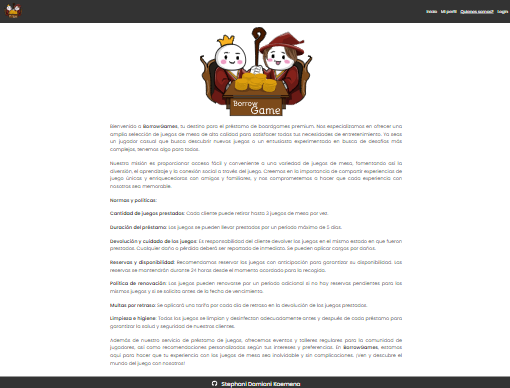 Inicio Mi perfil Quienes somos? Login
Borrow
Game
Bienvenido a BorrowGames, tu destino para el préstamo de boardgames premium. Nos especializamos en ofrecer una
amplia selección de juegos de mesa de alta calidad para satisfacer todas tus necesidades de entretenimiento. Ya seas
un jugador casual que busca descubrir nuevos juegos o un entusiasta experimentado en busca de desafíos más
complejos, tenemos algo para todos.
Nuestra misión es proporcionar acceso fácil y conveniente a una variedad de juegos de mesa, fomentando así la
diversión, el aprendizaje y la conexión social a través del juego. Creemos en la importancia de compartir experiencias de
juego únicas y enriquecedoras con amigos y familiares, y nos comprometemos a hacer que cada experiencia con
nosotros sea memorable.
Normas y políticas:
Cantidad de juegos prestados: Cada cliente puede retirar hasta 3 juegos de mesa por vez.
Duración del préstamo: Los juegos se pueden llevar prestados por un período máximo de 5 días.
Devolución y cuidado de los juegos: Es responsabilidad del cliente devolver los juegos en el mismo estado en que fueron
prestados. Cualquier daño o pérdida deberá ser reportado de inmediato. Se pueden aplicar cargos por daños.
Reservas y disponibilidad: Recomendamos reservar los juegos con anticipación para garantizar su disponibilidad. Las
reservas se mantendrán durante 24 horas desde el momento acordado para la recogida.
Política de renovación: Los juegos pueden renovarse por un período adicional si no hay reservas pendientes para los
mismos juegos y si se solicita antes de la fecha de vencimiento.
Multas por retraso: Se aplicará una tarifa por cada día de retraso en la devolución de los juegos prestados.
Limpieza e higiene: Todos los juegos se limpian y desinfectan adecuadamente antes y después de cada préstamo para
garantizar la salud y seguridad de nuestros clientes.
Además de nuestro servicio de préstamo de juegos, ofrecemos eventos y talleres regulares para la comunidad de
jugadores, así como recomendaciones personalizadas según tus intereses y preferencias. En BorrowGames, estamos
aquí para hacer que tu experiencia con los juegos de mesa sea inolvidable y sin complicaciones. ¡Ven y descubre el
mundo del juego con nosotros!
Stephani Damiani Kaemena